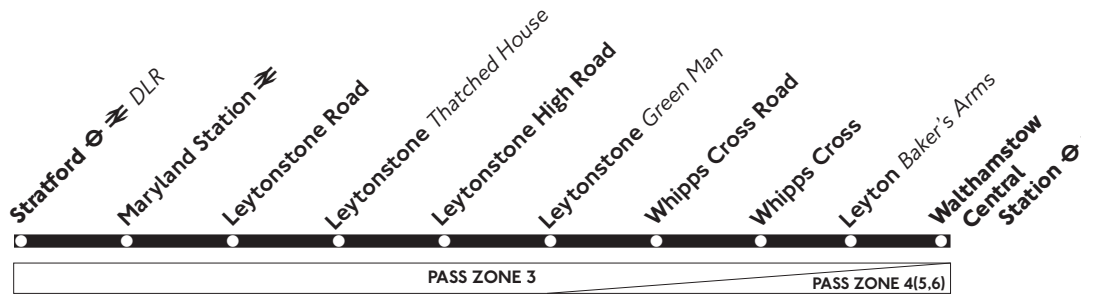 Stratford DLR
Maryland Station
Leytonstone Road
Leytonstone Thatched House
Leytonstone High Road
Leytonstone Green Man
Whipps Cross Road
Whipps Cross
Leyton Baker's Arms
Walthamstow
Central
Station
PASS ZONE 3
PASS ZONE 4(5,6)